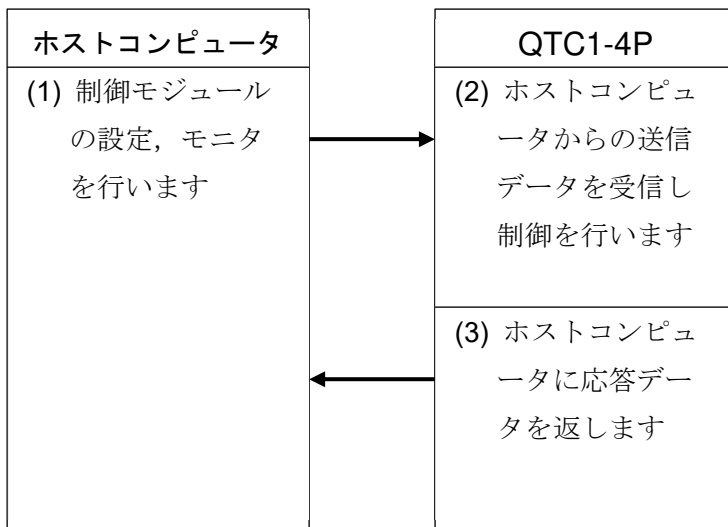 ホストコンピュータ
(1) 制御モジュール
の設定，モニタ
を行います
QTC1-4P
(2) ホストコンピュ
ータからの送信
データを受信し
制御を行います
(3) ホストコンピュ
ータに応答デー
タを返します